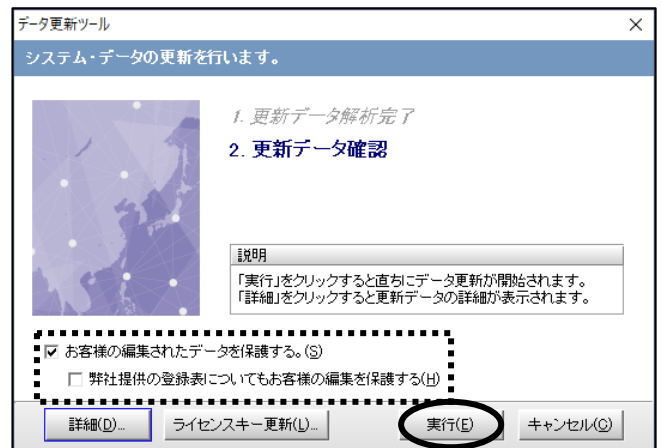 データ更新ツール
システム・データの更新を行います。
1. 更新データ解析完了
2. 更新データ確認
説明
「実行」をクリックすると直ちにデータ更新が開始されます。
「詳細」をクリックすると更新データの詳細が表示されます。
お客様の編集されたデータを保護する。(S)
弊社提供の登録表についてもお客様の編集を保護する(H)
詳細(D)... ライセンスキー更新(L)... 実行(E) キャンセル(C)